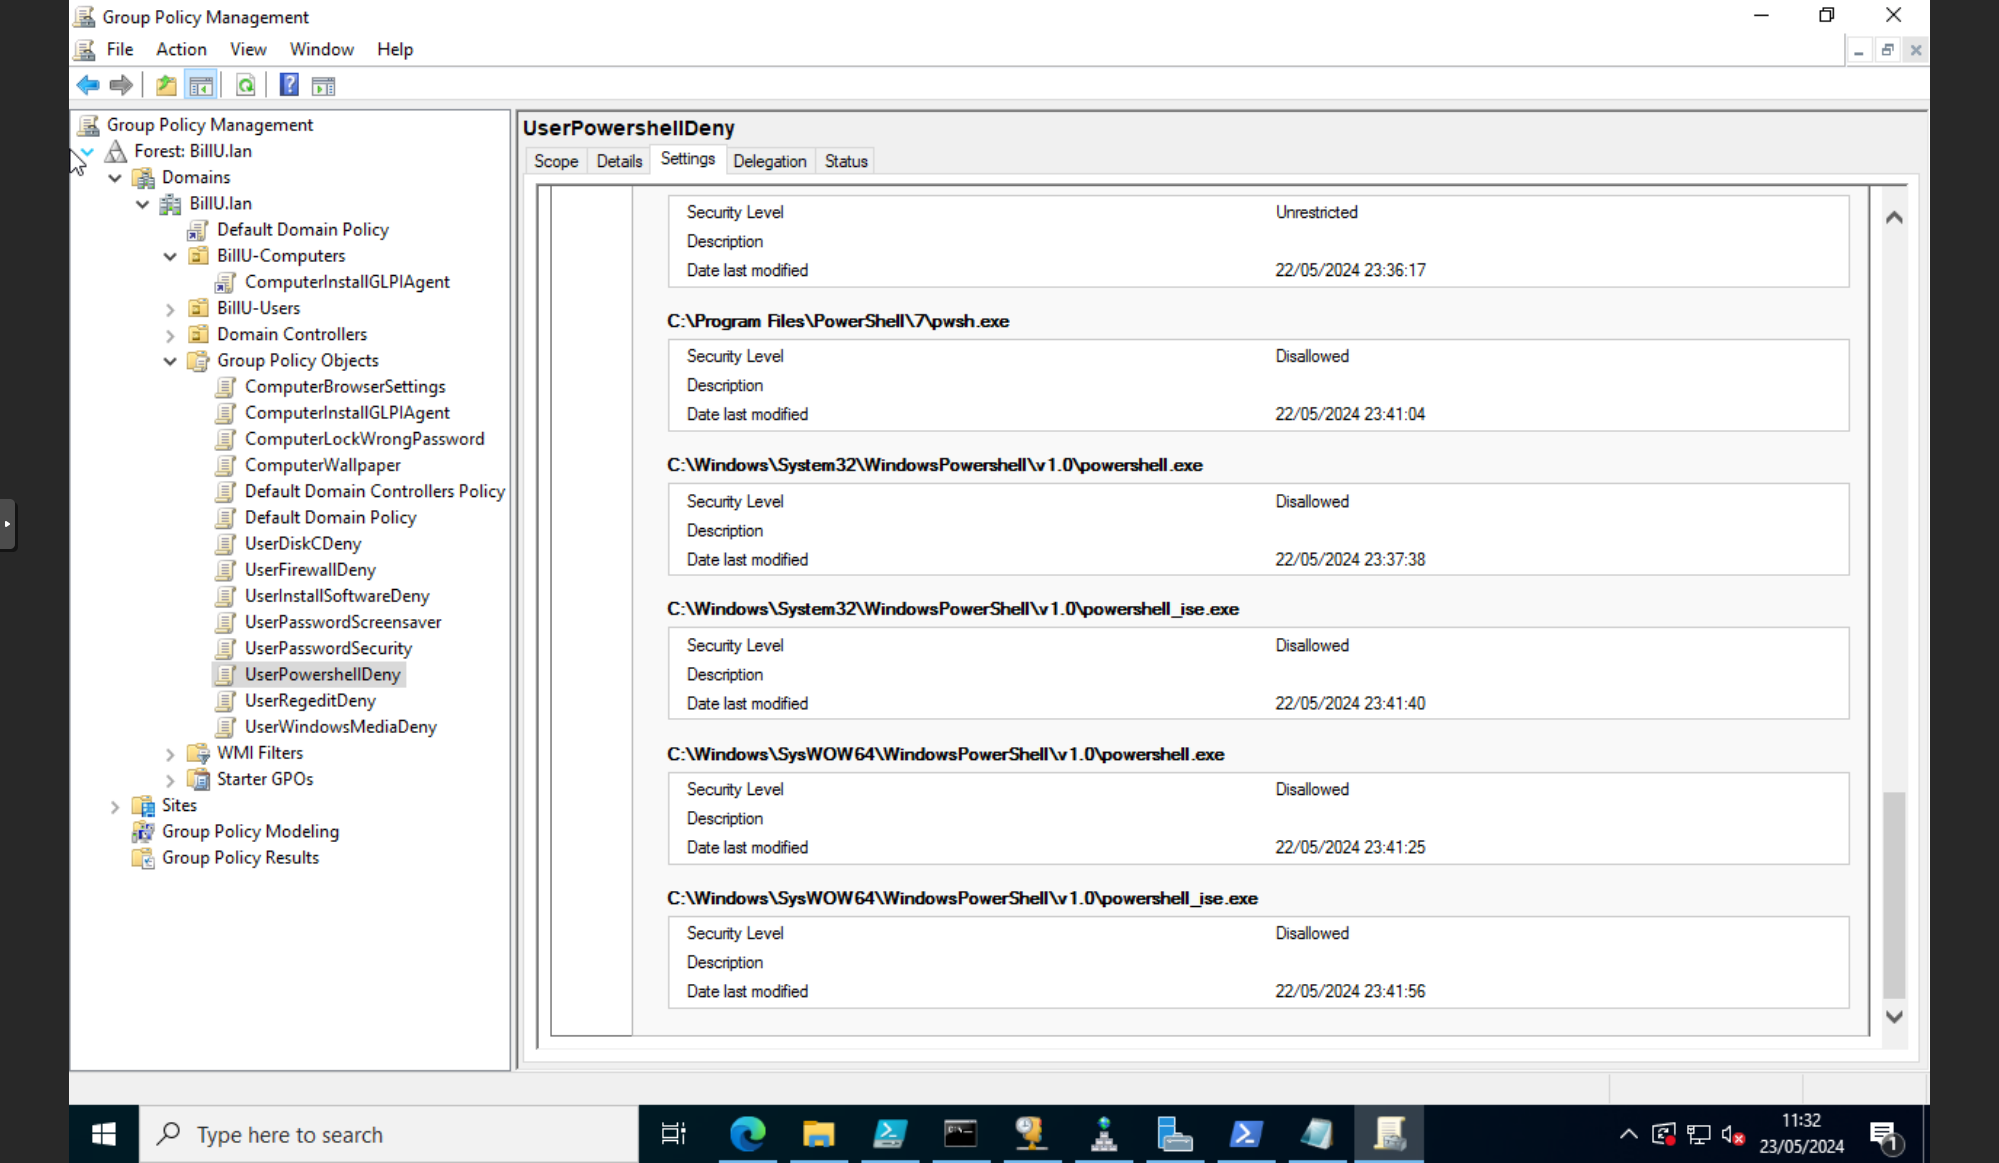 Group Policy Management
File Action View Window Help
Group Policy Management
Forest: BillU.lan
Domains
BillU.lan
Default Domain Policy
BillU-Computers
ComputerInstallGLPIAgent
BillU-Users
Domain Controllers
Group Policy Objects
ComputerBrowserSettings
ComputerInstallGLPIAgent
ComputerLockWrongPassword
ComputerWallpaper
Default Domain Controllers Policy
Default Domain Policy
UserDiskCDeny
UserFirewallDeny
UserInstallSoftwareDeny
UserPasswordScreensaver
UserPasswordSecurity
UserPowershellDeny
UserRegeditDeny
UserWindowsMediaDeny
WMI Filters
Starter GPOs
Sites
Group Policy Modeling
Group Policy Results
UserPowershellDeny
Scope Details Settings Delegation Status
Security Level Unrestricted
Description
Date last modified 22/05/2024 23:36:17
C:\Program Files\PowerShell\7\pwsh.exe
Security Level Disallowed
Description
Date last modified 22/05/2024 23:41:04
C:\Windows\System32\WindowsPowershell\v1.0\powershell.exe
Security Level Disallowed
Description
Date last modified 22/05/2024 23:37:38
C:\Windows\System32\WindowsPowerShell\v1.0\powershell_ise.exe
Security Level Disallowed
Description
Date last modified 22/05/2024 23:41:40
C:\Windows\SysWOW64\WindowsPowerShell\v1.0\powershell.exe
Security Level Disallowed
Description
Date last modified 22/05/2024 23:41:25
C:\Windows\SysWOW64\WindowsPowerShell\v1.0\powershell_ise.exe
Security Level Disallowed
Description
Date last modified 22/05/2024 23:41:56
Type here to search
11:32
23/05/2024
1